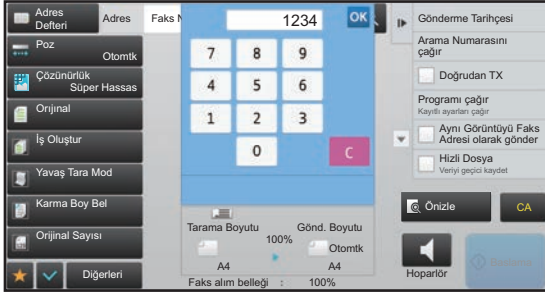 Adres
Defteri
Adres
Faks N
Poz
Otomtk
Çözünürlük
Süper Hassas
Orıjınal
İş Oluştur
Yavaş Tara Mod
Karma Boy Bel
Orijinal Sayısı
Diğerleri
1234
OK
7 8 9
4 5 6
1 2 3
0 C
Tarama Boyutu
100%
Gönd. Boyutu
Otomtk
A4
A4
Faks alım belleği : 100%
Gönderme Tarihçesi
Arama Numarasını
çağır
Doğrudan TX
Programı çağır
Kayıtlı ayarları çağır
Aynı Görüntüyü Faks
Adresi olarak gönder
Hizli Dosya
Veriyi geçici kaydet
Önizle
CA
Hoparlör